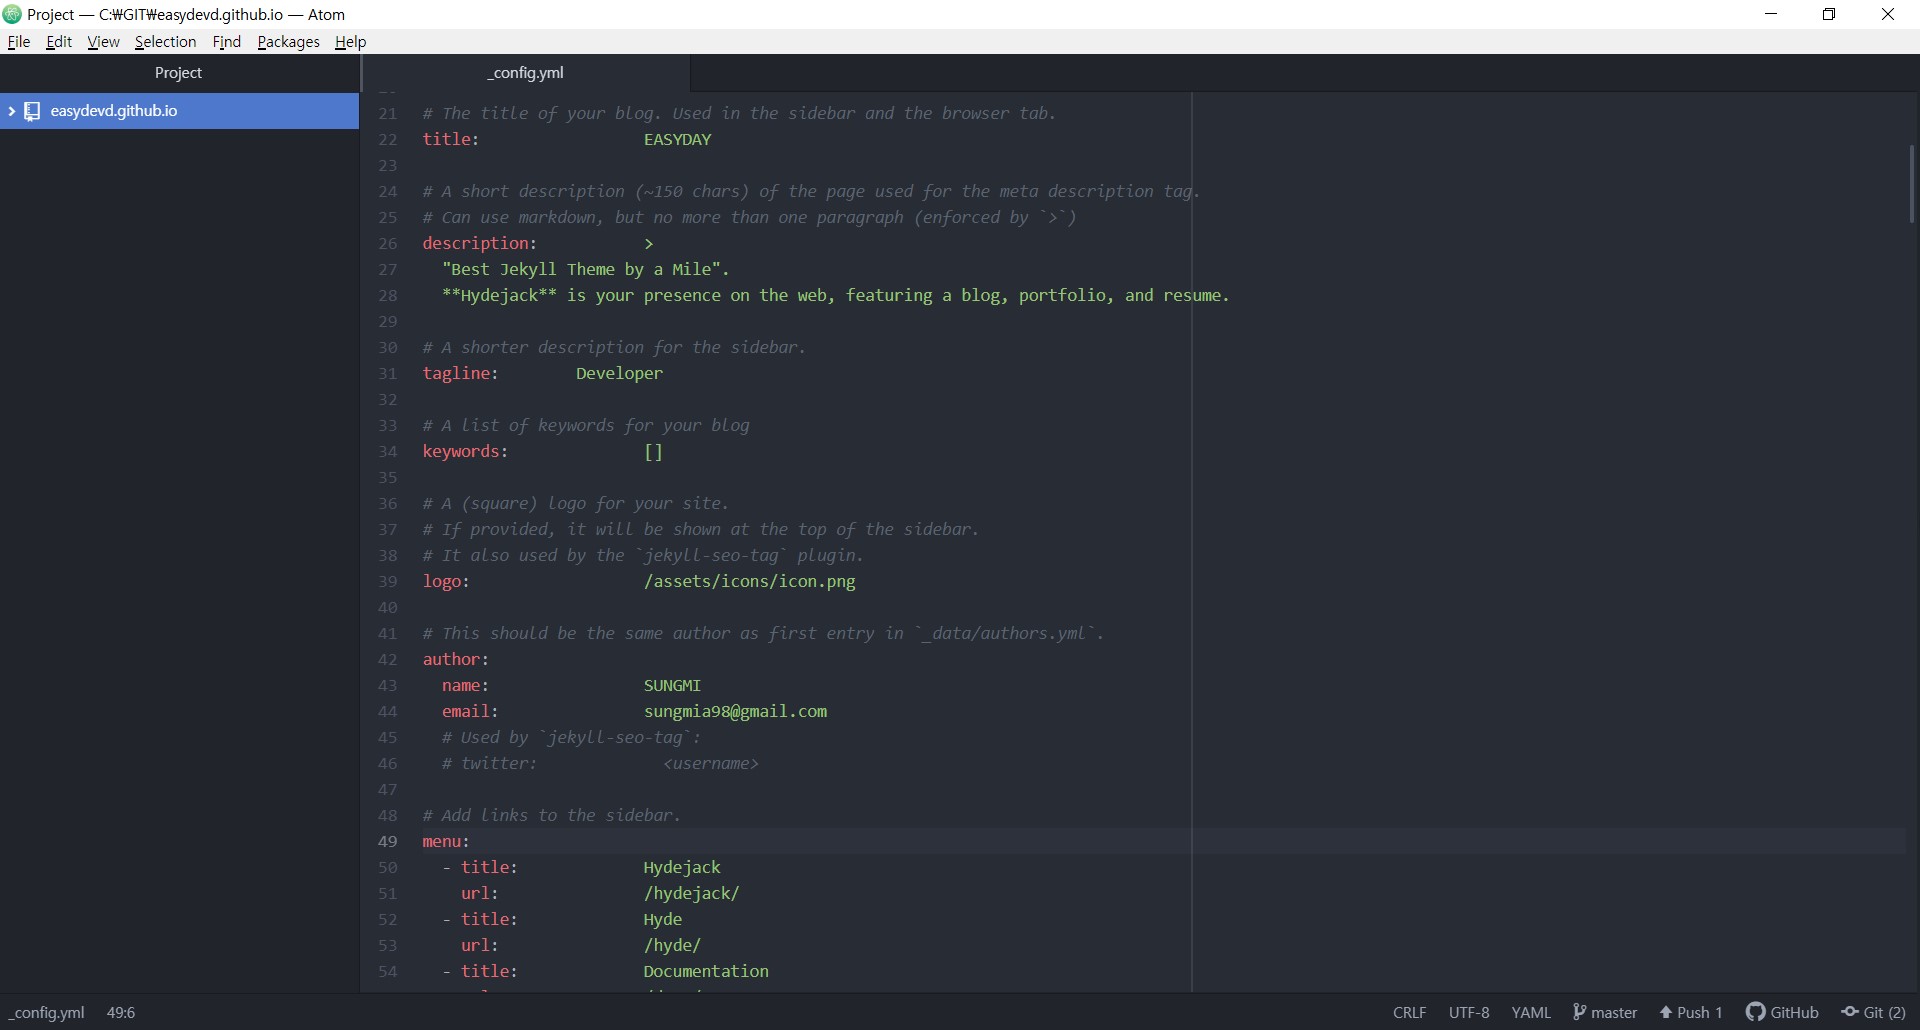 Project — C:₩GIT₩easydevd.github.io — Atom
File Edit View Selection Find Packages Help
Project
easydevd.github.io
_config.yml
21 # The title of your blog. Used in the sidebar and the browser tab.
22 title: EASYDAY
23
24 # A short description (~150 chars) of the page used for the meta description tag.
25 # Can use markdown, but no more than one paragraph (enforced by `>`)
26 description: >
27 "Best Jekyll Theme by a Mile".
28 **Hydejack** is your presence on the web, featuring a blog, portfolio, and resume.
29
30 # A shorter description for the sidebar.
31 tagline: Developer
32
33 # A list of keywords for your blog
34 keywords: []
35
36 # A (square) logo for your site.
37 # If provided, it will be shown at the top of the sidebar.
38 # It also used by the `jekyll-seo-tag` plugin.
39 logo: /assets/icons/icon.png
40
41 # This should be the same author as first entry in `_data/authors.yml`.
42 author:
43 name: SUNGMI
44 email: sungmia98@gmail.com
45 # Used by `jekyll-seo-tag`:
46 # twitter: <username>
47
48 # Add links to the sidebar.
49 menu:
50 - title: Hydejack
51 url: /hydejack/
52 - title: Hyde
53 url: /hyde/
54 - title: Documentation
_config.yml 49:6 CRLF UTF-8 YAML master Push 1 GitHub Git (2)